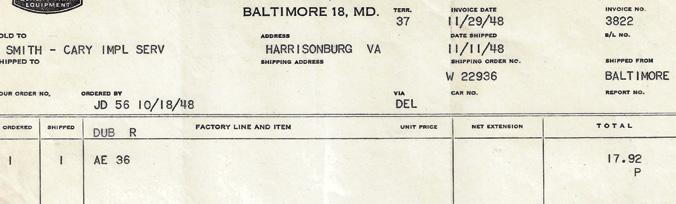 EQUIPMENT
BALTIMORE 18, MD.
TERR. INVOICE DATE INVOICE NO.
37 11/29/48 3822
OLD TO ADDRESS DATE SHIPPED B/L NO.
SMITH - CARY IMPL SERV HARRISONBURG VA 11/11/48
SHIPPED TO SHIPPING ADDRESS SHIPPING ORDER NO. SHIPPED FROM
W 22936 BALTIMORE
OUR ORDER NO. ORDERED BY VIA CAR NO. REPORT NO.
JD 56 10/18/48 DEL
ORDERED SHIPPED FACTORY LINE AND ITEM UNIT PRICE NET EXTENSION TOTAL
DUB R
1 1 AE 36 17.92
P